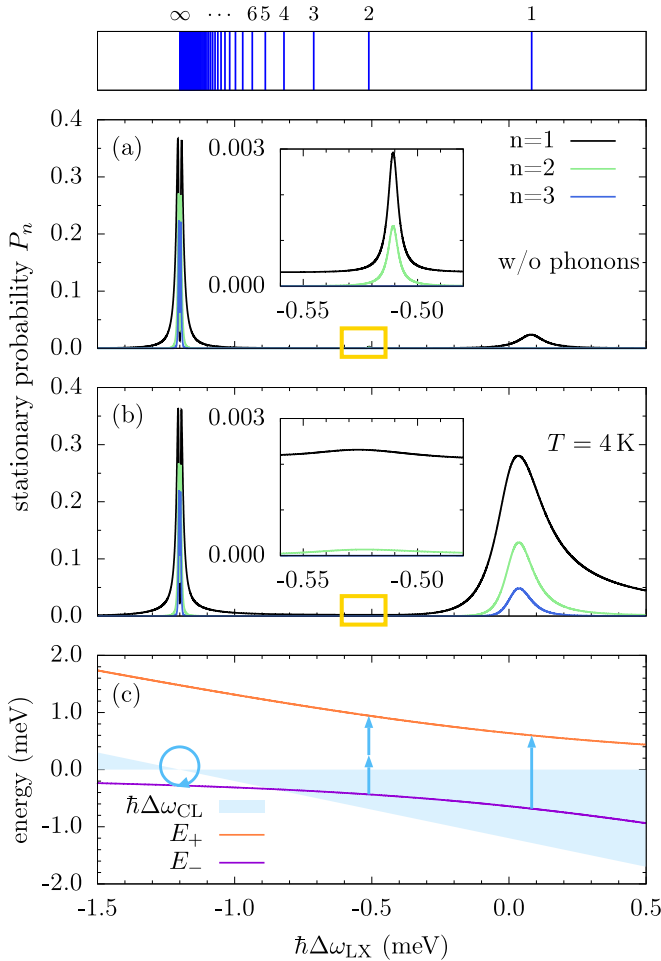 ∞ ⋯ 6 5 4 3 2 1
stationary probability Pₙ
0.4
0.3
0.2
0.1
0.0
(a)
0.003
0.000
-0.55 -0.50
n=1
n=2
n=3
w/o phonons
0.4
0.3
0.2
0.1
0.0
(b)
0.003
0.000
-0.55 -0.50
T = 4 K
energy (meV)
2.0
1.0
0.0
-1.0
-2.0
(c)
ℏΔω_CL
E₊
E₋
-1.5 -1.0 -0.5 0.0 0.5
ℏΔω_LX (meV)